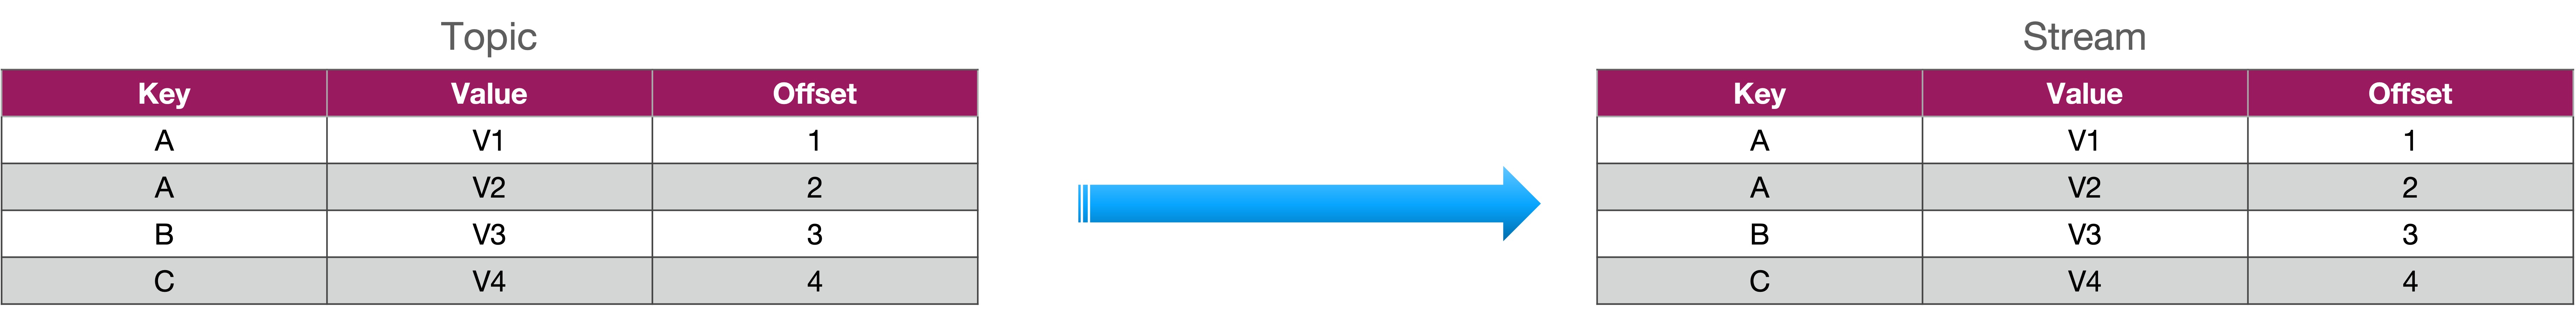 Topic
Key Value Offset
A V1 1
A V2 2
B V3 3
C V4 4
Stream
Key Value Offset
A V1 1
A V2 2
B V3 3
C V4 4